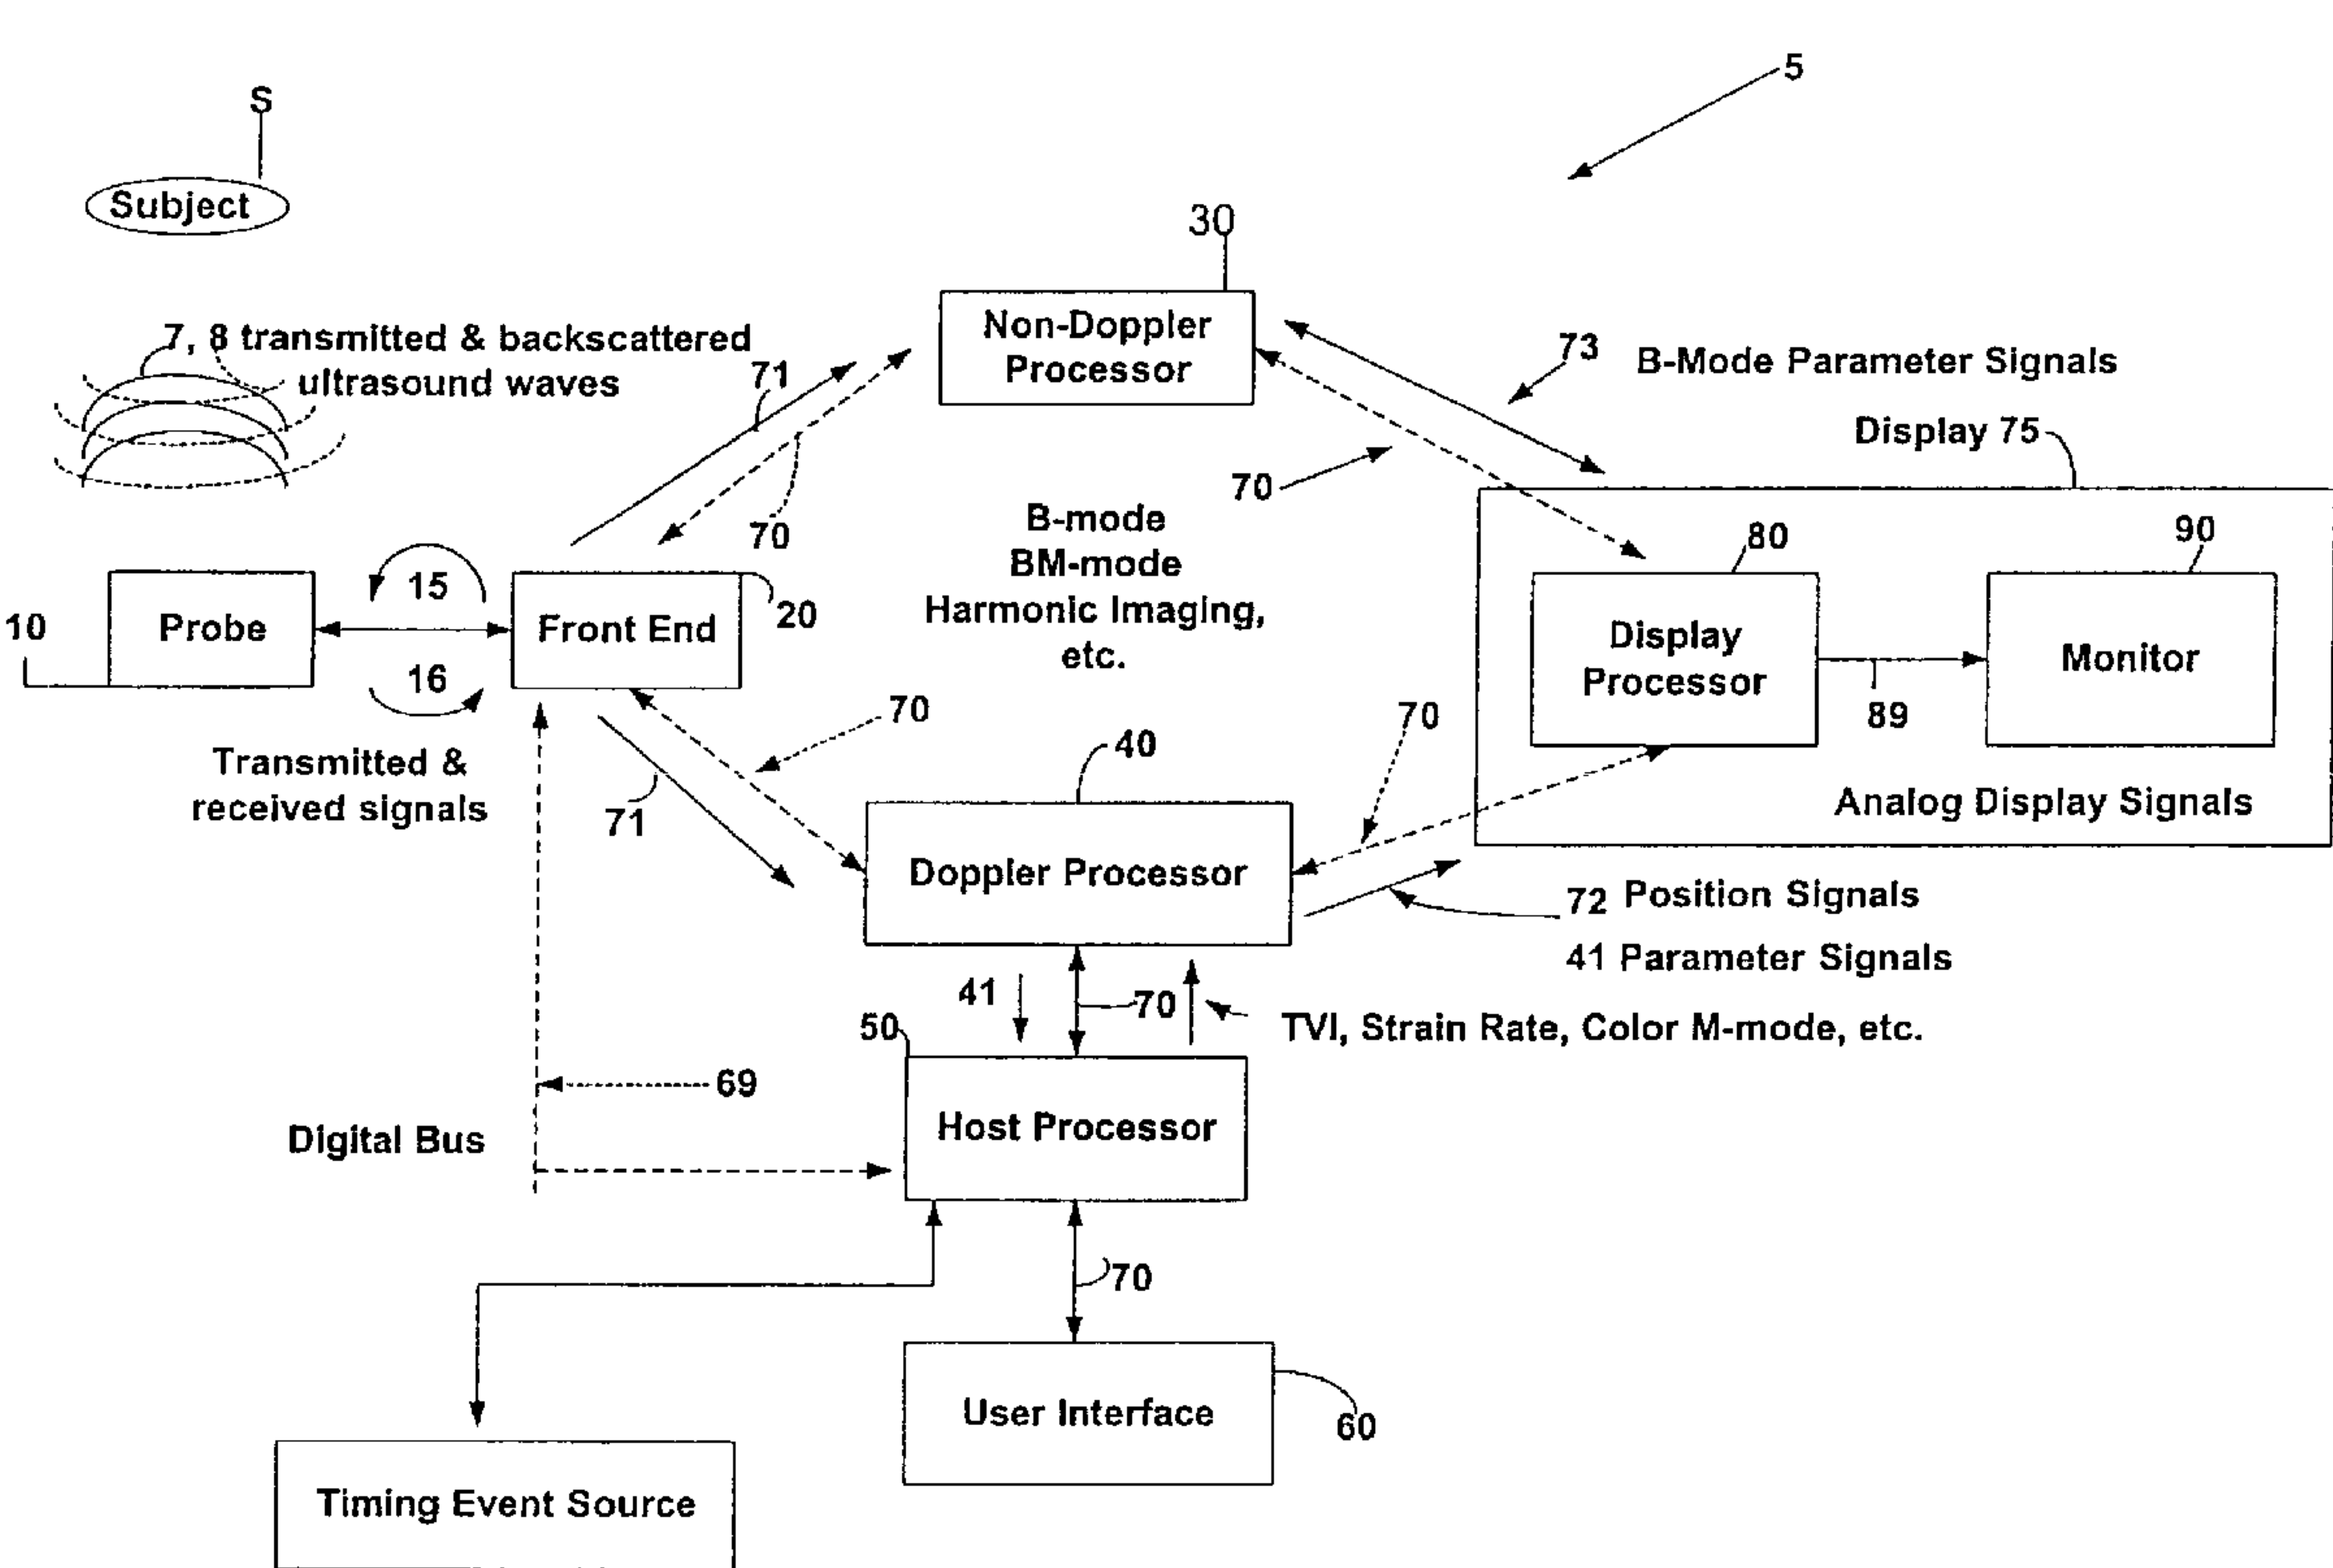 5
S
Subject
30
Non-Doppler
Processor
7, 8 transmitted & backscattered
ultrasound waves
71
70
73
B-Mode Parameter Signals
Display 75
70
B-mode
BM-mode
Harmonic Imaging,
etc.
80
90
10
Probe
15
16
Front End
20
Display
Processor
89
Monitor
Transmitted &
received signals
70
71
40
70
Analog Display Signals
Doppler Processor
72 Position Signals
41 Parameter Signals
41
70
TVI, Strain Rate, Color M-mode, etc.
50
69
Host Processor
Digital Bus
70
User Interface
60
Timing Event Source